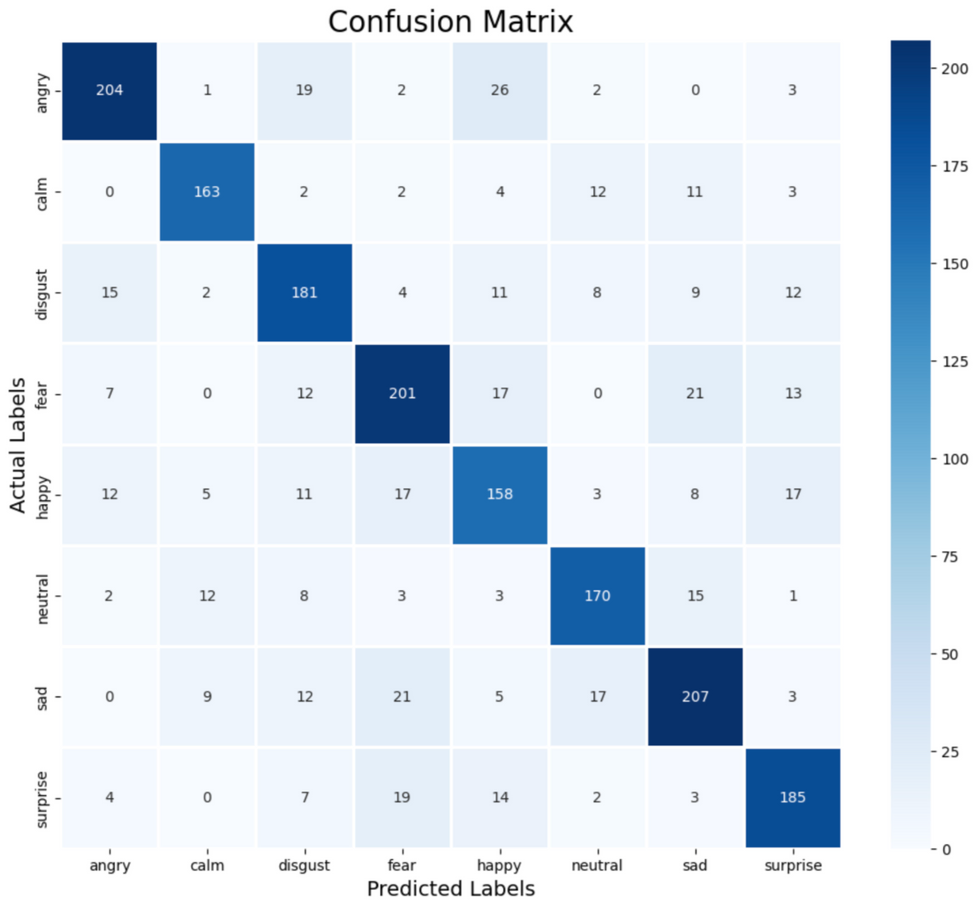 Confusion Matrix
angry 204 1 19 2 26 2 0 3
calm 0 163 2 2 4 12 11 3
disgust 15 2 181 4 11 8 9 12
fear 7 0 12 201 17 0 21 13
happy 12 5 11 17 158 3 8 17
neutral 2 12 8 3 3 170 15 1
sad 0 9 12 21 5 17 207 3
surprise 4 0 7 19 14 2 3 185
angry calm disgust fear happy neutral sad surprise
Predicted Labels
Actual Labels
200
175
150
125
100
75
50
25
0